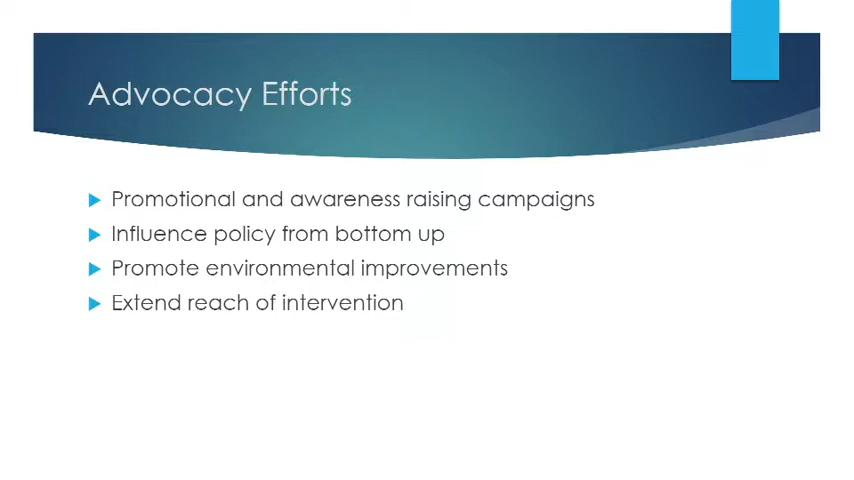 Advocacy Efforts
Promotional and awareness raising campaigns
Influence policy from bottom up
Promote environmental improvements
Extend reach of intervention